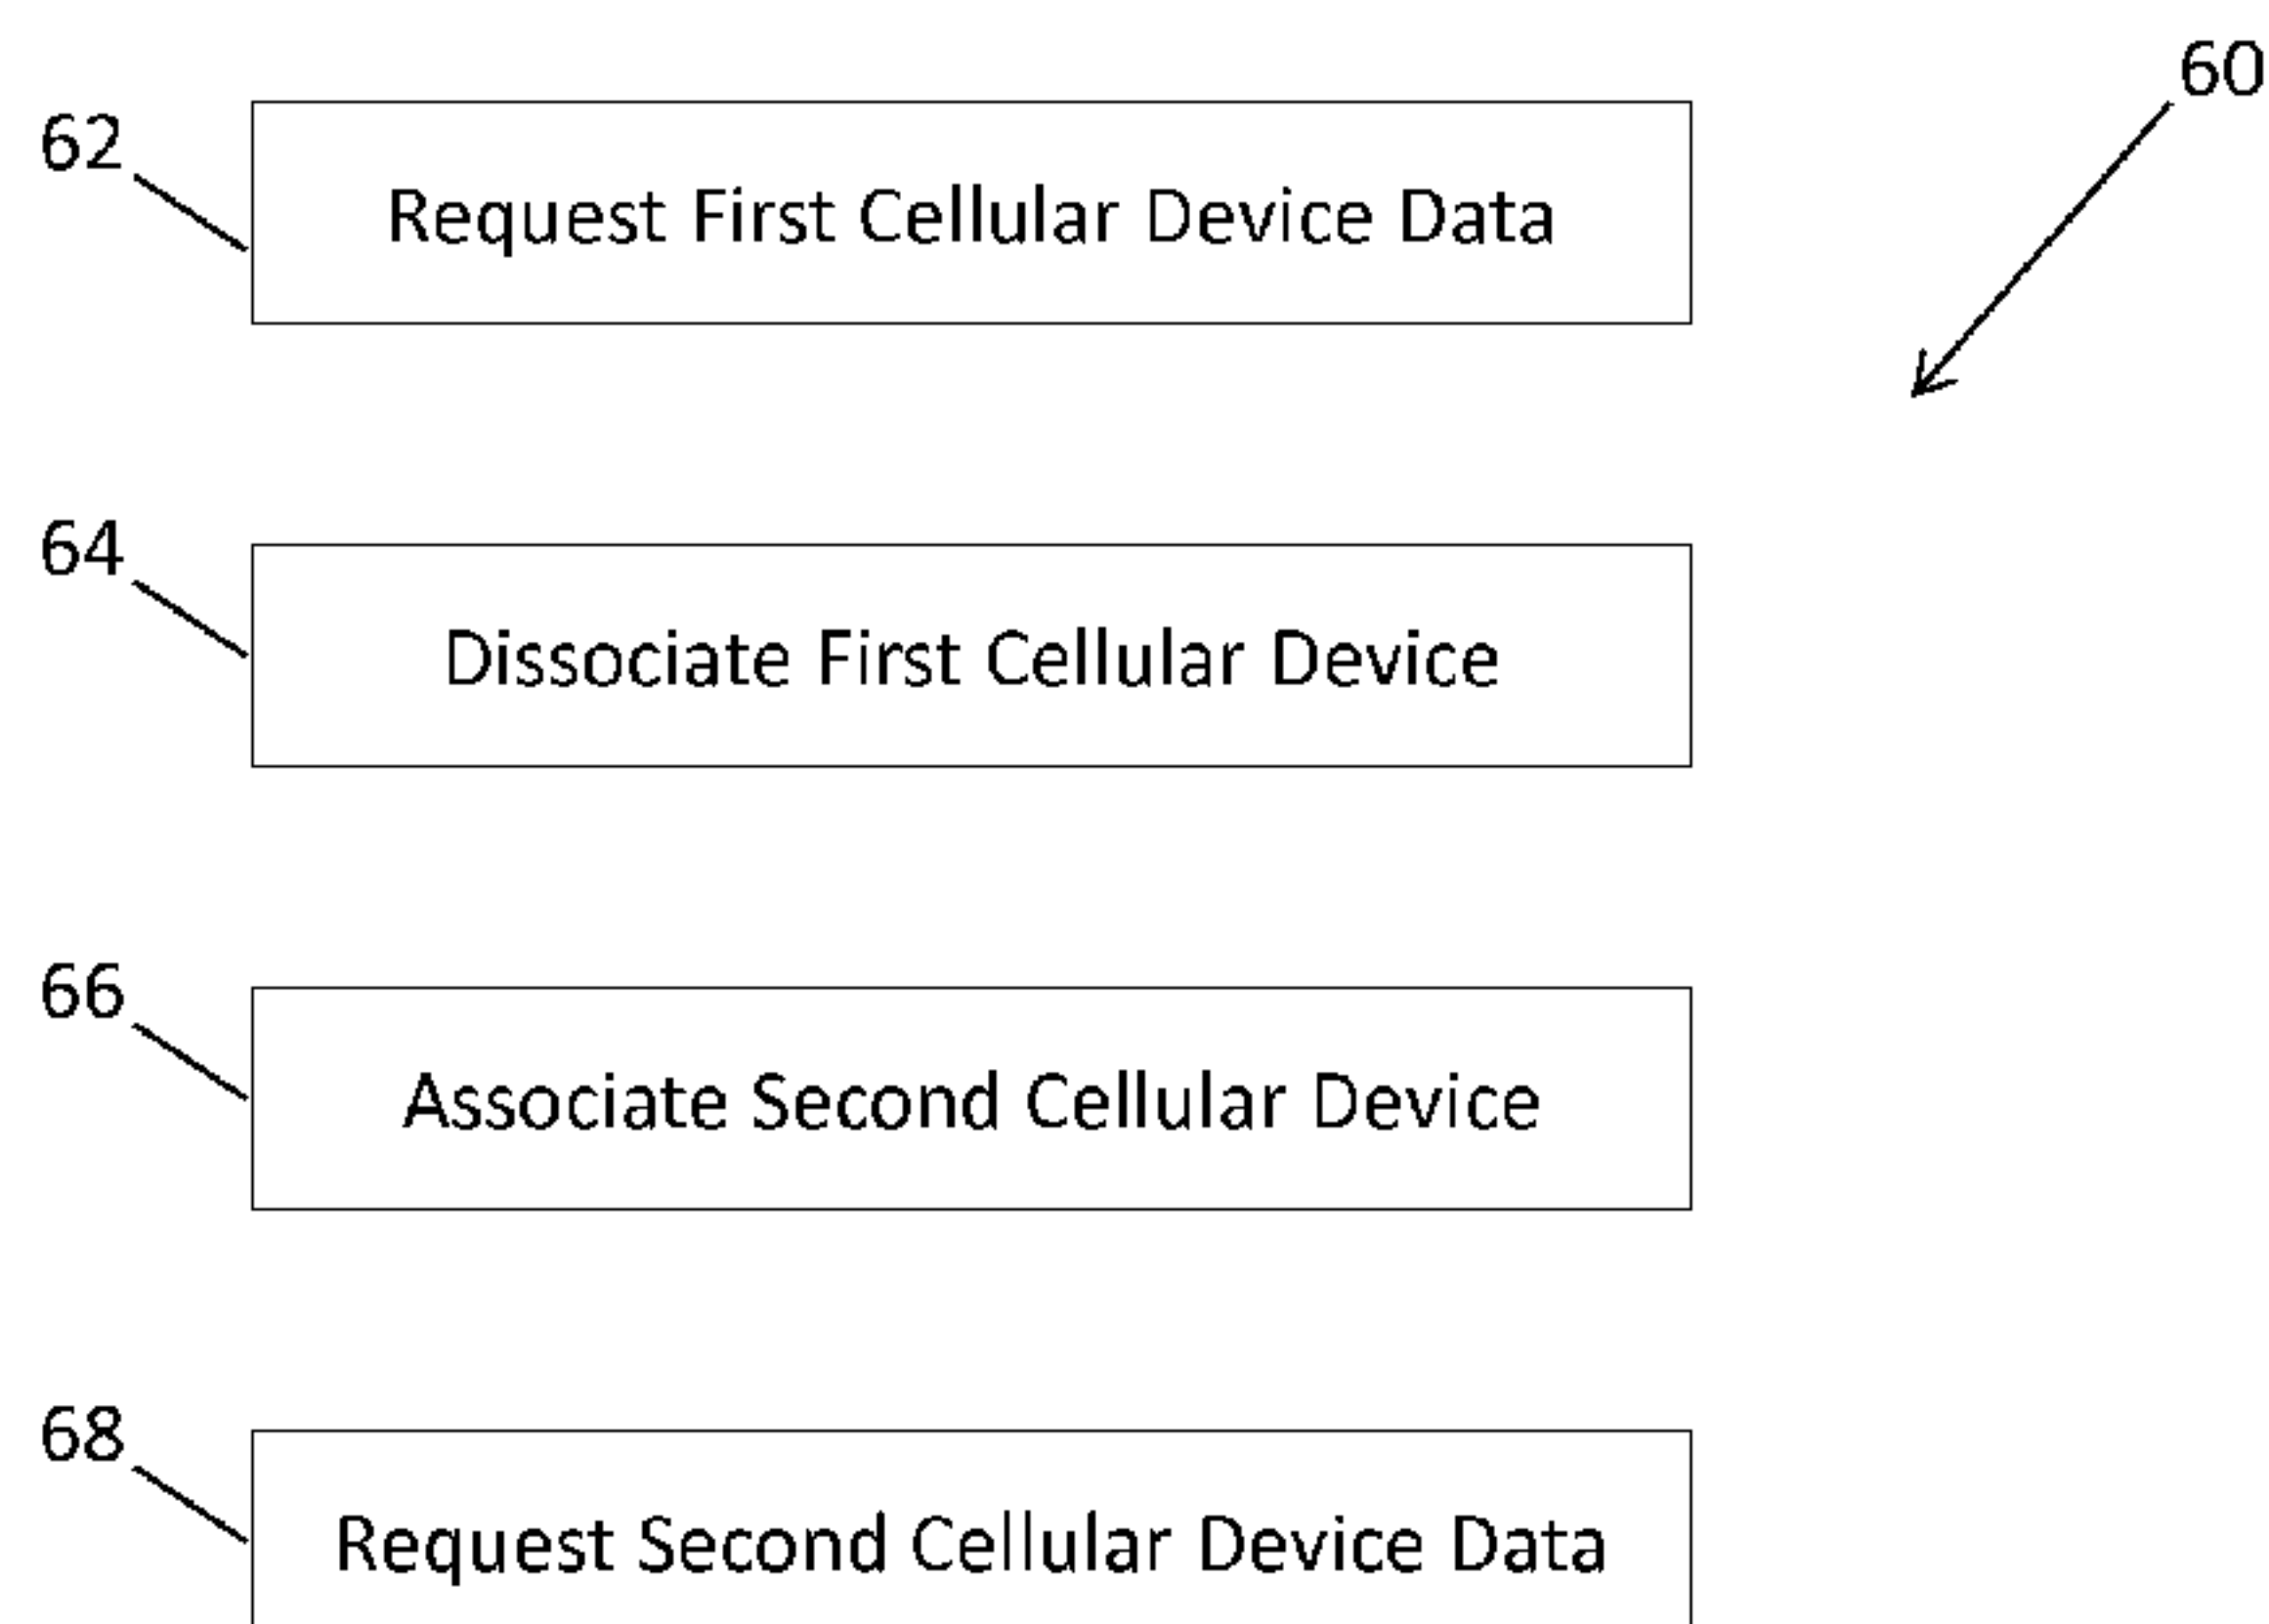 60
62
Request First Cellular Device Data
64
Dissociate First Cellular Device
66
Associate Second Cellular Device
68
Request Second Cellular Device Data